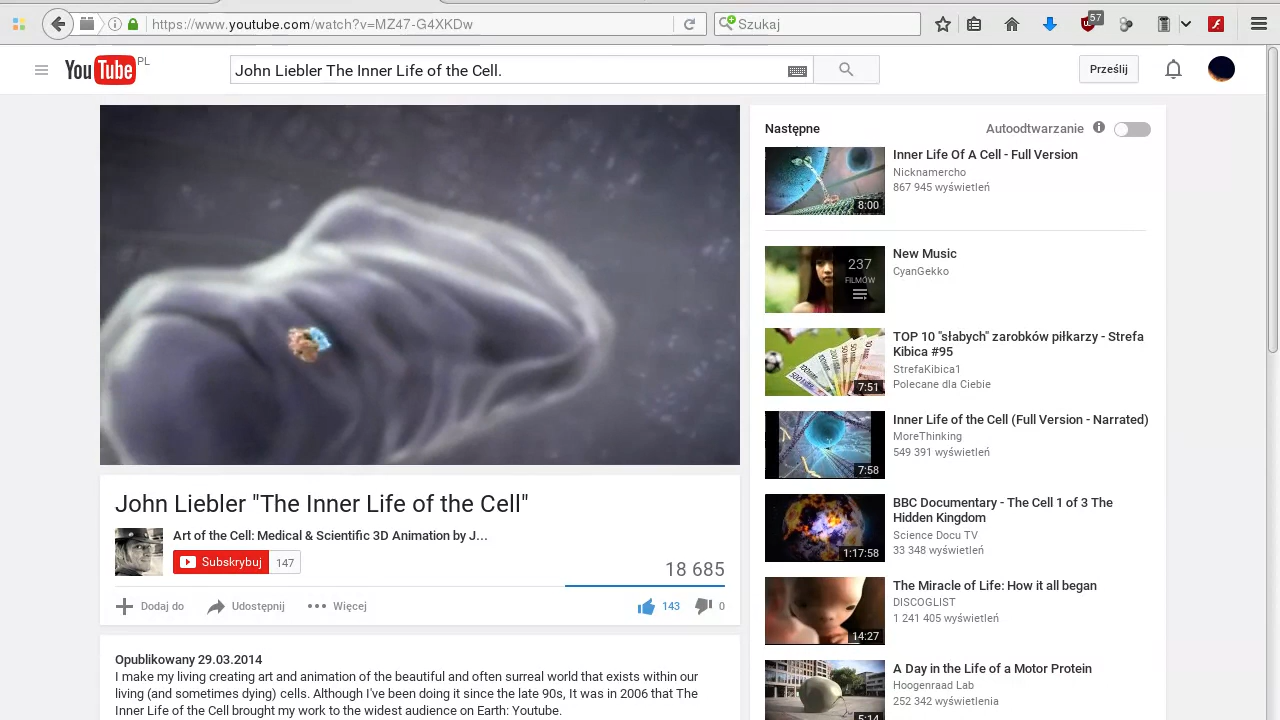 https://www.youtube.com/watch?v=MZ47-G4XKDw
Szukaj
57
YouTube PL
John Liebler The Inner Life of the Cell.
Prześlij
John Liebler "The Inner Life of the Cell"
Art of the Cell: Medical & Scientific 3D Animation by J...
Subskrybuj 147
18 685
Dodaj do Udostępnij Więcej 143 0
Opublikowany 29.03.2014
I make my living creating art and animation of the beautiful and often surreal world that exists within our
living (and sometimes dying) cells. Although I've been doing it since the late 90s, It was in 2006 that The
Inner Life of the Cell brought my work to the widest audience on Earth: Youtube.
Następne Autoodtwarzanie
Inner Life Of A Cell - Full Version
Nicknamercho
867 945 wyświetleń
8:00
New Music
CyanGekko
237
FILMÓW
TOP 10 "słabych" zarobków piłkarzy - Strefa
Kibica #95
StrefaKibica1
Polecane dla Ciebie
7:51
Inner Life of the Cell (Full Version - Narrated)
MoreThinking
549 391 wyświetleń
7:58
BBC Documentary - The Cell 1 of 3 The
Hidden Kingdom
Science Docu TV
33 348 wyświetleń
1:17:58
The Miracle of Life: How it all began
DISCOGLIST
1 241 405 wyświetleń
14:27
A Day in the Life of a Motor Protein
Hoogenraad Lab
252 342 wyświetlenia
5:14